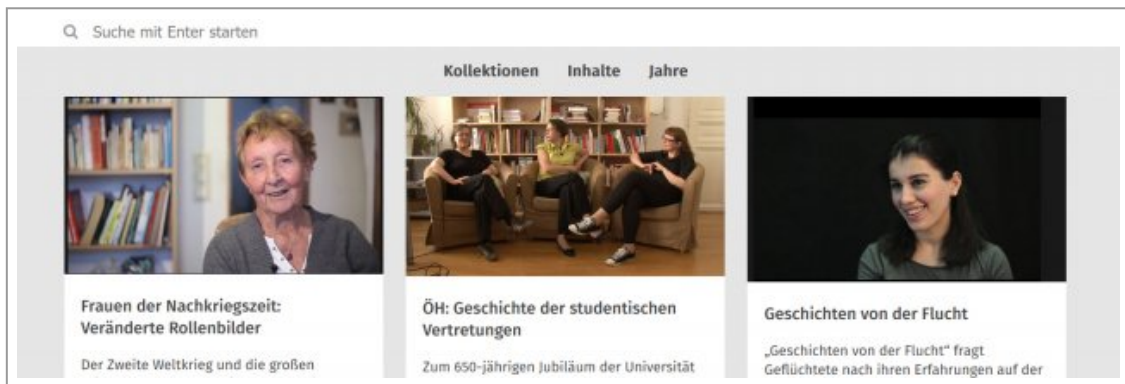 Suche mit Enter starten
Kollektionen Inhalte Jahre
Frauen der Nachkriegszeit:
Veränderte Rollenbilder
Der Zweite Weltkrieg und die großen
ÖH: Geschichte der studentischen
Vertretungen
Zum 650-jährigen Jubiläum der Universität
Geschichten von der Flucht
„Geschichten von der Flucht“ fragt
Geflüchtete nach ihren Erfahrungen auf der